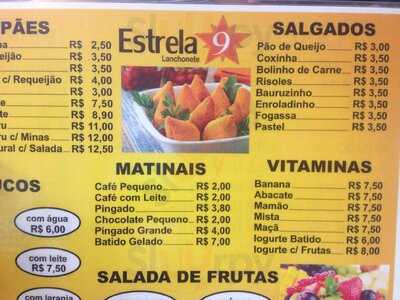 PÃES
R$ 2,50
R$ 3,50
R$ 3,50
c/ Requeijão R$ 4,00
R$ 3,00
R$ 7,50
R$ 8,90
R$ 11,00
c/ Minas R$ 12,00
c/ Salada R$ 12,50
Estrela 9
Lanchonete
SALGADOS
Pão de Queijo R$ 3,00
Coxinha R$ 3,50
Bolinho de Carne R$ 3,50
Risoles R$ 3,50
Bauruzinho R$ 3,50
Enroladinho R$ 3,50
Fogassa R$ 3,50
Pastel R$ 3,50
com água
R$ 6,00
com leite
R$ 7,50
com laranja
MATINAIS
Café Pequeno R$ 2,00
Café com Leite R$ 2,00
Pingado R$ 3,80
Chocolate Pequeno R$ 2,00
Pingado Grande R$ 4,00
Batido Gelado R$ 7,00
VITAMINAS
Banana R$ 7,50
Abacate R$ 7,50
Mamão R$ 7,50
Mista R$ 7,50
Maçã R$ 7,50
Iogurte Batido R$ 6,00
Iogurte c/ Frutas R$ 8,00
SALADA DE FRUTAS